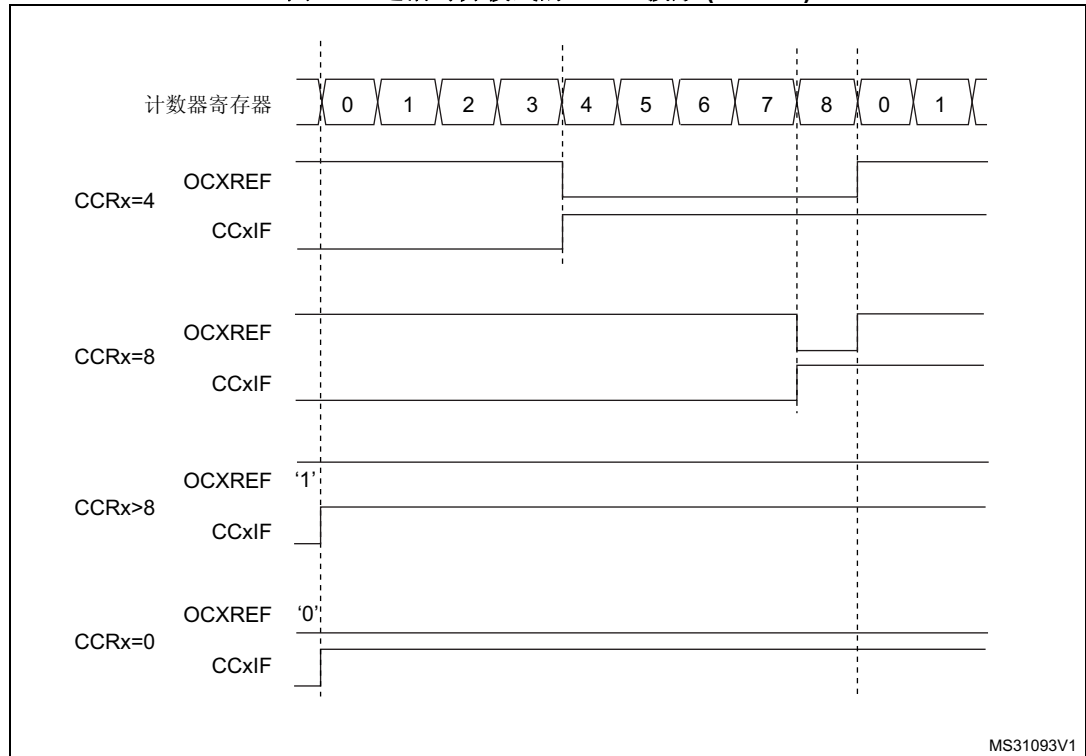 计数器寄存器 0 1 2 3 4 5 6 7 8 0 1
OCXREF
CCRx=4
CCxIF
OCXREF
CCRx=8
CCxIF
OCXREF ‘1’
CCRx>8
CCxIF
OCXREF ‘0’
CCRx=0
CCxIF
MS31093V1